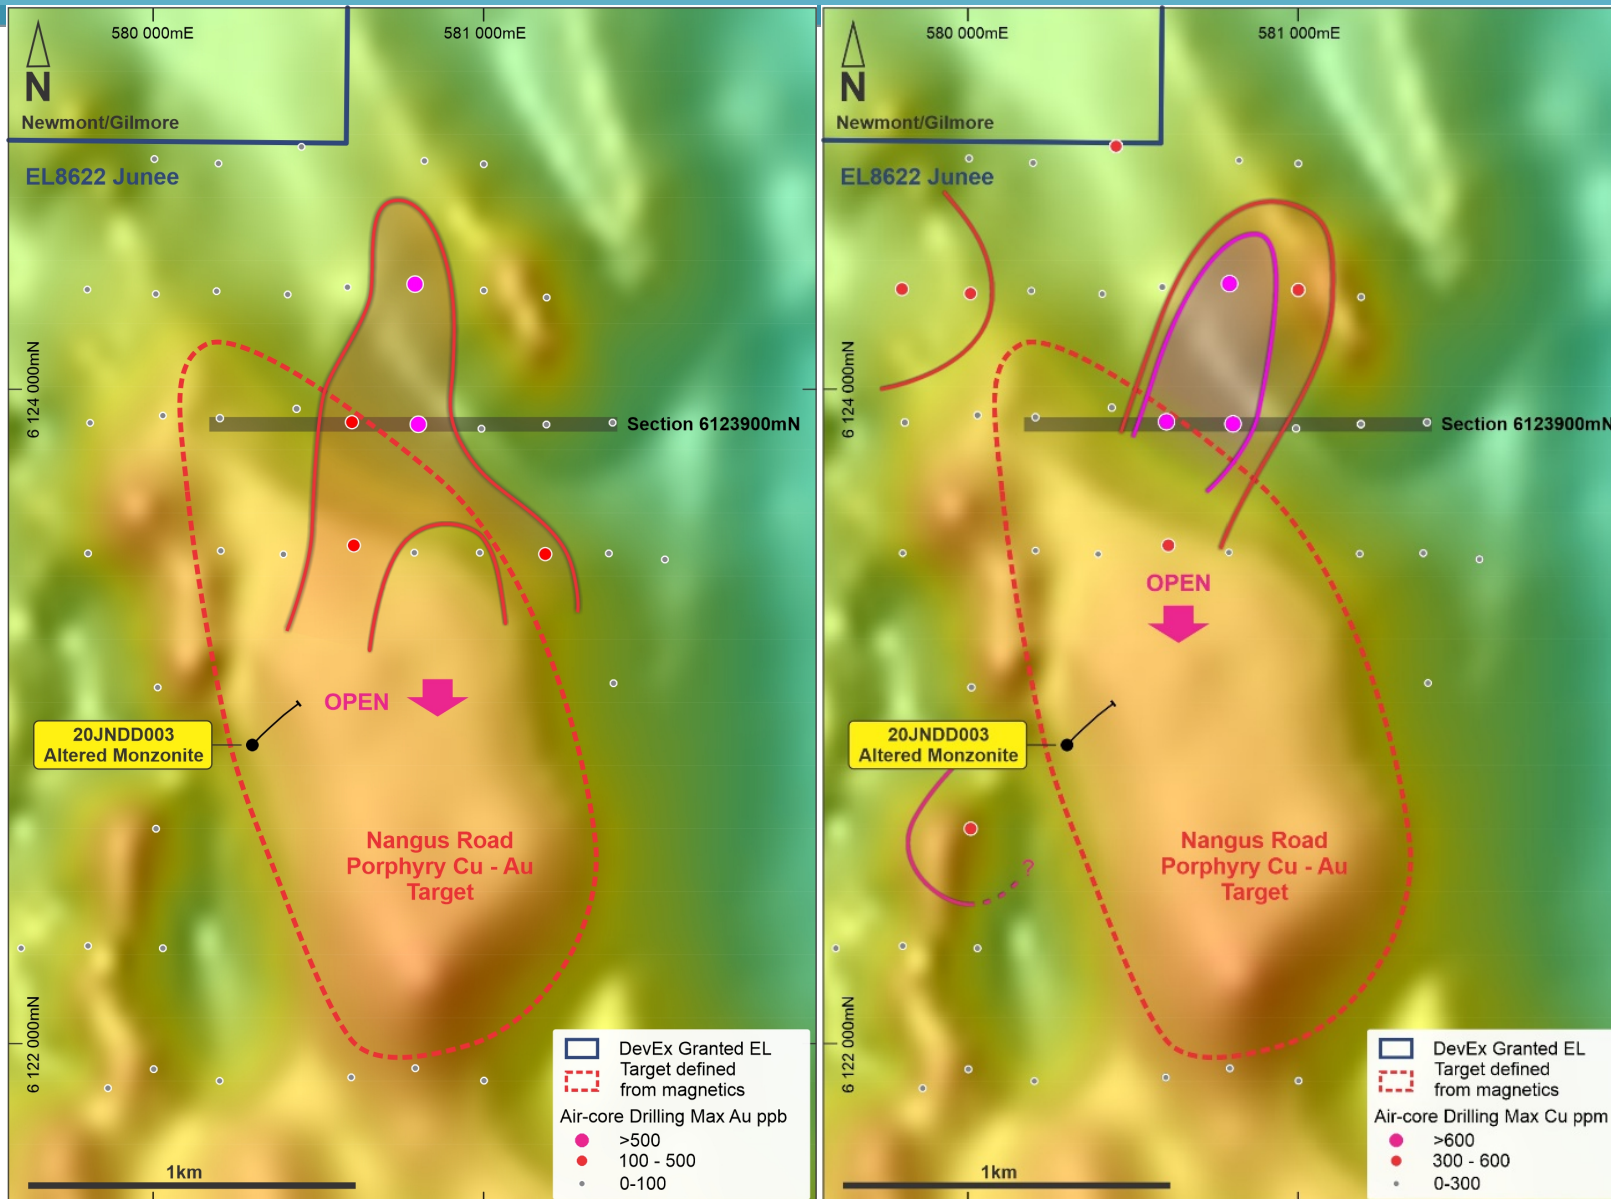 580 000mE
581 000mE
N
Newmont/Gilmore
EL8622 Junee
6 124 000mN
Section 6123900mN
OPEN
20JNDD003
Altered Monzonite
Nangus Road
Porphyry Cu - Au
Target
6 122 000mN
DevEx Granted EL
Target defined
from magnetics
Air-core Drilling Max Au ppb
>500
100 - 500
0-100
1km
580 000mE
581 000mE
N
Newmont/Gilmore
EL8622 Junee
6 124 000mN
Section 6123900mN
OPEN
20JNDD003
Altered Monzonite
?
Nangus Road
Porphyry Cu - Au
Target
6 122 000mN
DevEx Granted EL
Target defined
from magnetics
Air-core Drilling Max Cu ppm
>600
300 - 600
0-300
1km